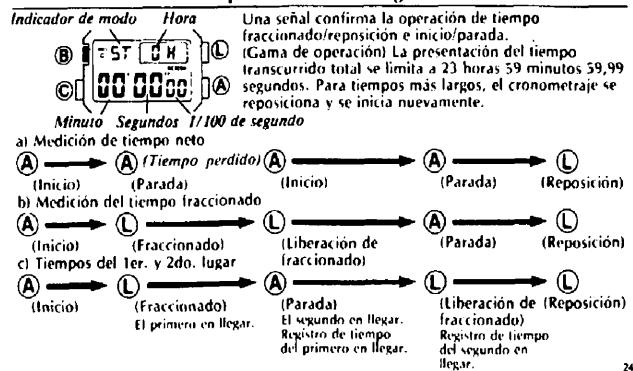 Indicador de modo Hora
Una señal confirma la operación de tiempo
fraccionado/reposición e inicio/parada.
(Gama de operación) La presentación del tiempo
transcurrido total se limita a 23 horas 59 minutos 59,99
segundos. Para tiempos más largos, el cronometraje se
reposiciona y se inicia nuevamente.
B ST 0 H L
C 00 00 00 A
Minuto Segundos 1/100 de segundo
a) Medición de tiempo neto
A A (Tiempo perdido) A A L
(Inicio) (Parada) (Inicio) (Parada) (Reposición)
b) Medición del tiempo fraccionado
A L L A L
(Inicio) (Fraccionado) (Liberación de (Parada) (Reposición)
fraccionado)
c) Tiempos del 1er. y 2do. lugar
A L A L L
(Inicio) (Fraccionado) (Parada) (Liberación de (Reposición)
El primero en llegar. El segundo en llegar. fraccionado)
Registro de tiempo Registro de tiempo
del primero en llegar. del segundo en
llegar.
24